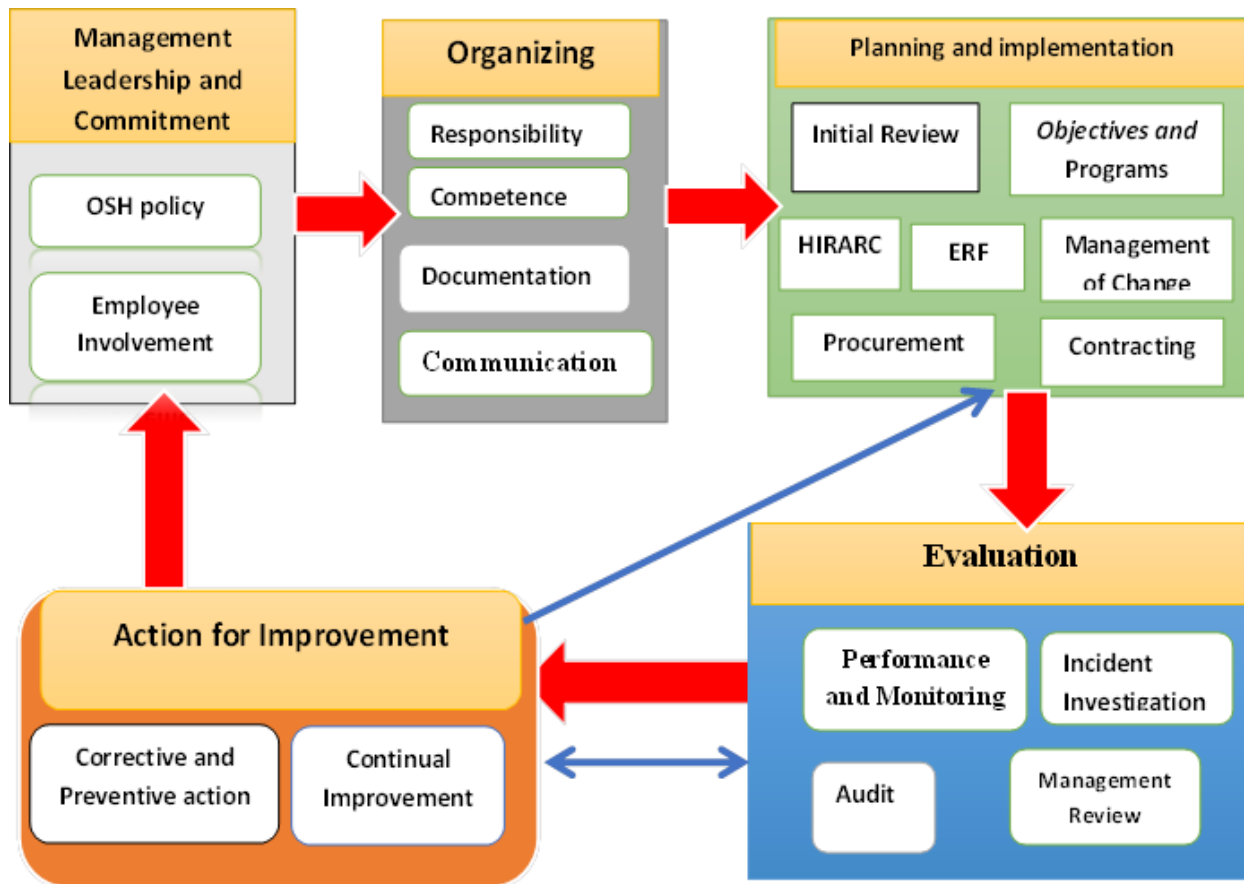 Management
Leadership and
Commitment
OSH policy
Employee
Involvement
Organizing
Responsibility
Competence
Documentation
Communication
Planning and implementation
Initial Review
Objectives and
Programs
HIRARC
ERF
Management
of Change
Procurement
Contracting
Evaluation
Performance
and Monitoring
Incident
Investigation
Audit
Management
Review
Action for Improvement
Corrective and
Preventive action
Continual
Improvement